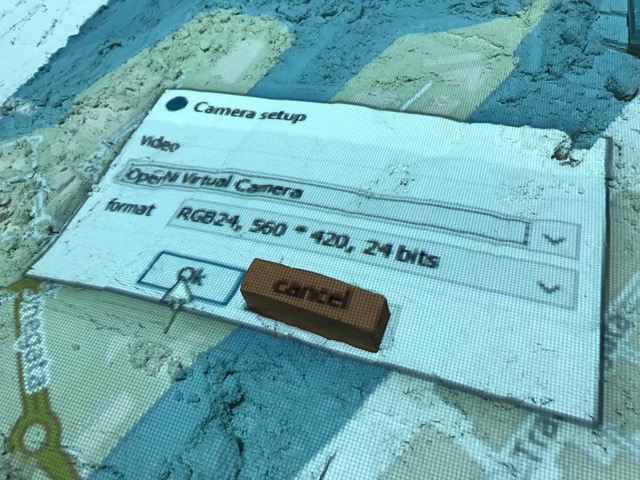 Camera setup
Video
OpenNI Virtual Camera
format
RGB24, 560 * 420, 24 bits
Ok
cancel